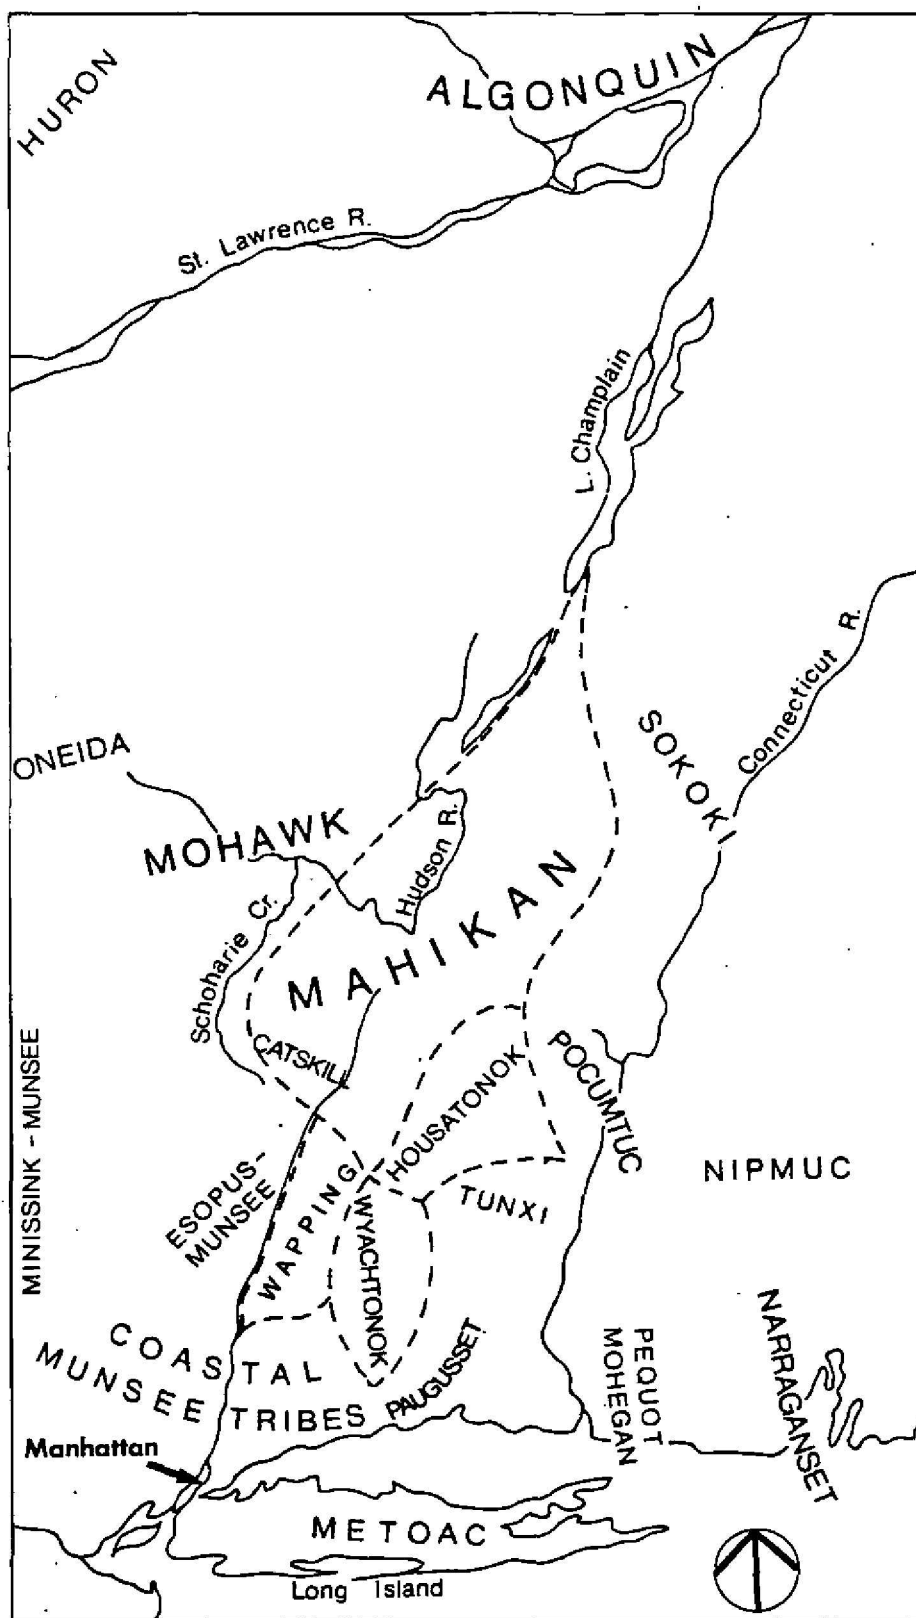 HURON
ALGONQUIN
St. Lawrence R.
L. Champlain
Connecticut R.
SOKOKI
ONEIDA
MOHAWK
Hudson R.
Schoharie Cr.
MAHIKAN
CATSKILL
HOUSATONOK
POCUMTUC
MINISSINK - MUNSEE
ESOPUS-
MUNSEE
WAPPING
WYACHTONOK
TUNXI
NIPMUC
COASTAL
MUNSEE TRIBES
PAUGUSSET
PEQUOT
MOHEGAN
NARRAGANSET
Manhattan
METOAC
Long Island